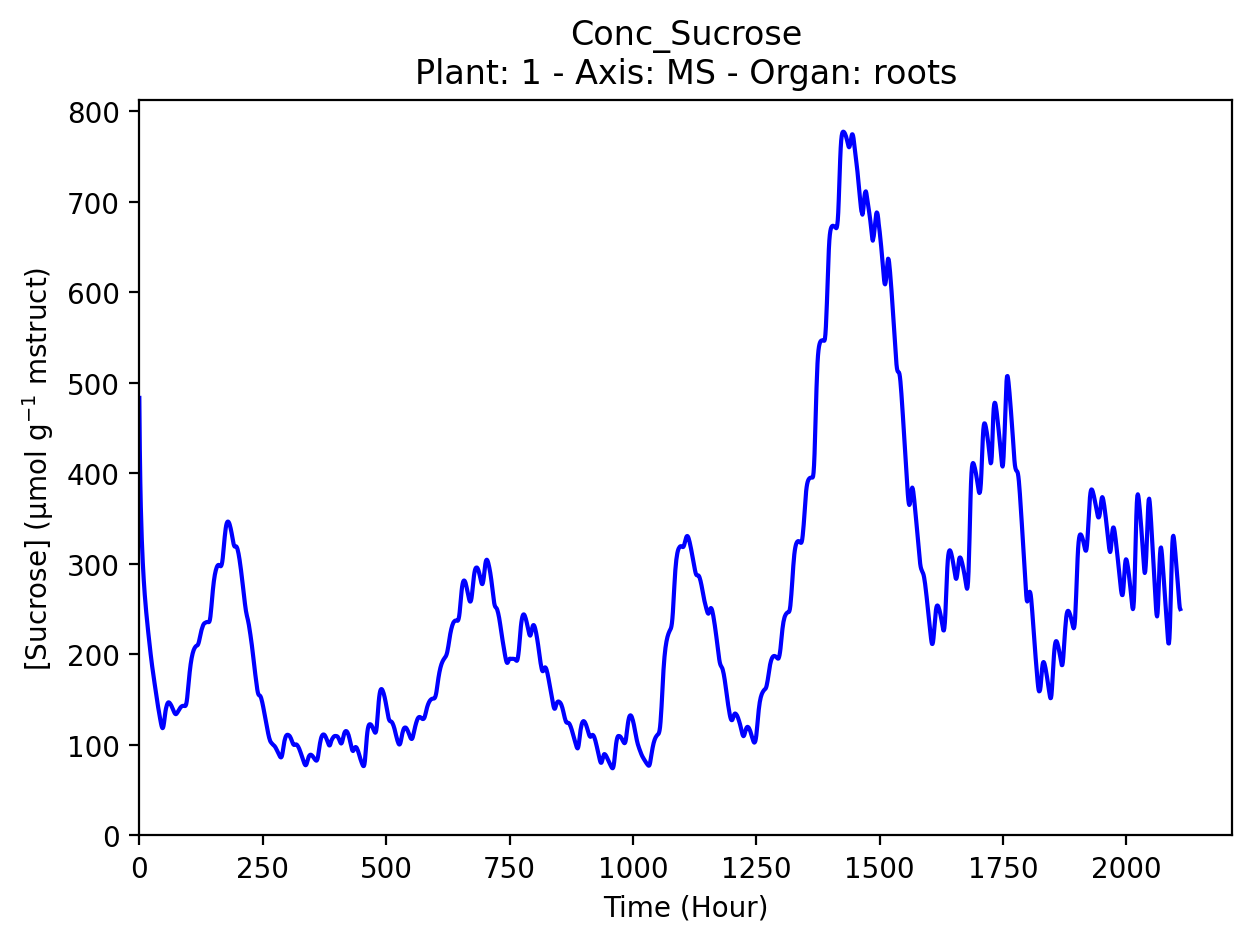 Conc_Sucrose
Plant: 1 - Axis: MS - Organ: roots
800
700
600
500
400
300
200
100
0
[Sucrose] (µmol g⁻¹ mstruct)
0 250 500 750 1000 1250 1500 1750 2000
Time (Hour)